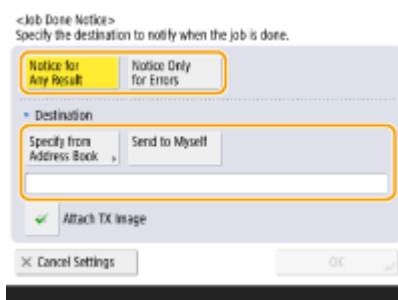 <Job Done Notice>
Specify the destination to notify when the job is done.
Notice for
Any Result
Notice Only
for Errors
Destination
Specify from
Address Book
Send to Myself
Attach TX Image
× Cancel Settings
OK